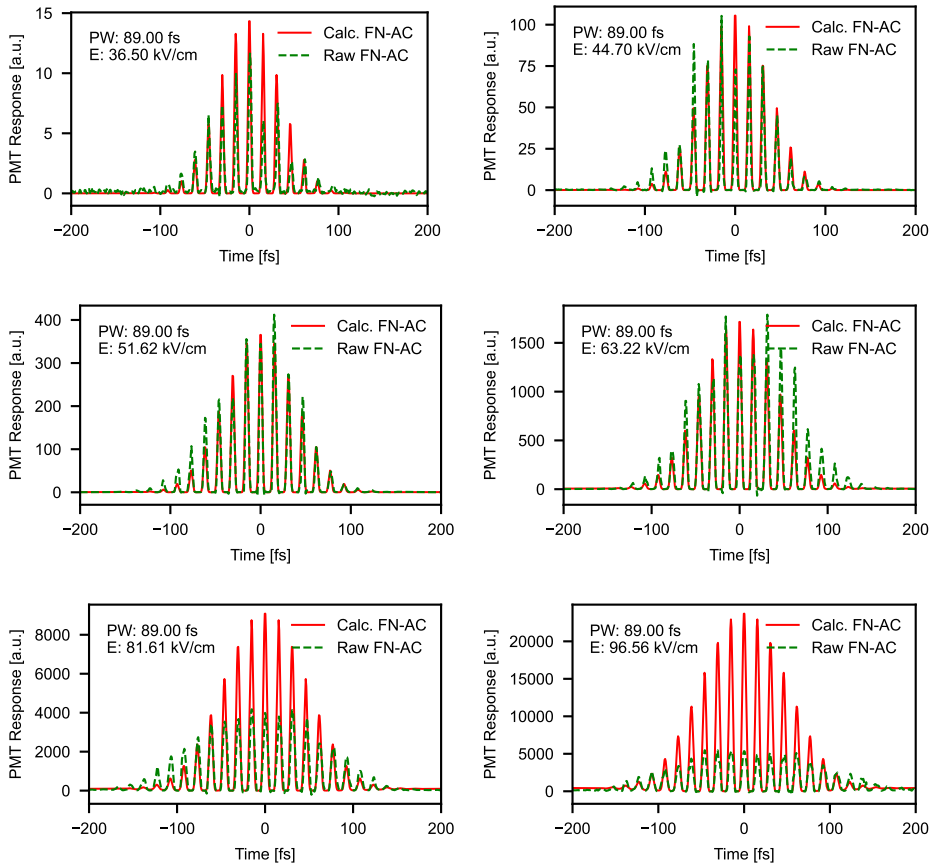 PMT Response [a.u.]
15
10
5
0
PW: 89.00 fs
E: 36.50 kV/cm
Calc. FN-AC
Raw FN-AC
−200 −100 0 100 200
Time [fs]
PMT Response [a.u.]
100
75
50
25
0
PW: 89.00 fs
E: 44.70 kV/cm
Calc. FN-AC
Raw FN-AC
−200 −100 0 100 200
Time [fs]
PMT Response [a.u.]
400
300
200
100
0
PW: 89.00 fs
E: 51.62 kV/cm
Calc. FN-AC
Raw FN-AC
−200 −100 0 100 200
Time [fs]
PMT Response [a.u.]
1500
1000
500
0
PW: 89.00 fs
E: 63.22 kV/cm
Calc. FN-AC
Raw FN-AC
−200 −100 0 100 200
Time [fs]
PMT Response [a.u.]
8000
6000
4000
2000
0
PW: 89.00 fs
E: 81.61 kV/cm
Calc. FN-AC
Raw FN-AC
−200 −100 0 100 200
Time [fs]
PMT Response [a.u.]
20000
15000
10000
5000
0
PW: 89.00 fs
E: 96.56 kV/cm
Calc. FN-AC
Raw FN-AC
−200 −100 0 100 200
Time [fs]